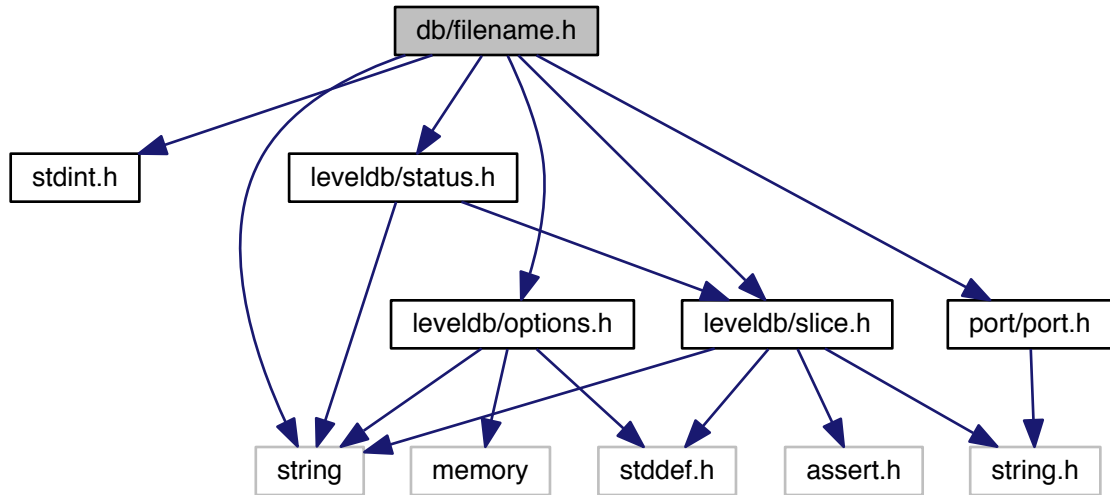 db/filename.h
stdint.h
leveldb/status.h
leveldb/options.h
leveldb/slice.h
port/port.h
string
memory
stddef.h
assert.h
string.h